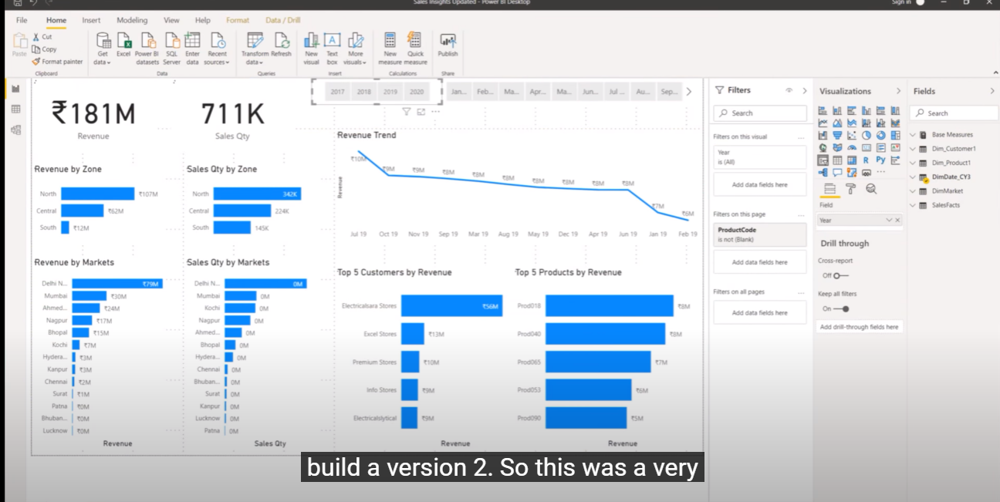 Sales Insights Updated - Power BI Desktop
Sign in
File Home Insert Modeling View Help Format Data / Drill
Paste
Cut
Copy
Format painter
Get data
Excel
Power BI datasets
SQL Server
Enter data
Recent sources
Transform data
Refresh
New visual
Text box
More visuals
New measure
Quick measure
Publish
Clipboard
Data
Queries
Insert
Calculations
Share
₹181M
Revenue
711K
Sales Qty
2017 2018 2019 2020
Jan... Feb... Ma... Apr... Ma... Jun... Jul ... Au... Sep...
Revenue by Zone
North ₹107M
Central ₹62M
South ₹12M
Sales Qty by Zone
North 342K
Central 224K
South 145K
Revenue Trend
Revenue
₹10M ₹9M ₹9M ₹8M ₹8M ₹8M ₹8M ₹8M ₹8M ₹8M ₹7M ₹6M
Jul 19 Oct 19 Nov 19 Sep 19 Mar 19 Aug 19 May 19 Dec 19 Apr 19 Jun 19 Jan 19 Feb 19
Revenue by Markets
Delhi N... ₹79M
Mumbai ₹30M
Ahmed... ₹24M
Nagpur ₹17M
Bhopal ₹15M
Kochi ₹7M
Hydera... ₹3M
Kanpur ₹3M
Chennai ₹2M
Surat ₹1M
Patna ₹0M
Bhuban... ₹0M
Lucknow ₹0M
Revenue
Sales Qty by Markets
Delhi N... 0M
Mumbai 0M
Kochi 0M
Nagpur 0M
Ahmed... 0M
Bhopal 0M
Hydera... 0M
Chennai 0M
Bhuban... 0M
Surat 0M
Kanpur 0M
Lucknow 0M
Patna 0M
Sales Qty
Top 5 Customers by Revenue
Electricalsara Stores ₹56M
Excel Stores ₹13M
Premium Stores ₹10M
Info Stores ₹9M
Electricalslytical ₹9M
Revenue
Top 5 Products by Revenue
Prod018 ₹8M
Prod040 ₹8M
Prod065 ₹7M
Prod053 ₹6M
Prod090 ₹5M
Revenue
Filters
Search
Filters on this visual ...
Year
is (All)
Add data fields here
Filters on this page ...
ProductCode
is not (Blank)
Add data fields here
Filters on all pages ...
Add data fields here
Visualizations
R Py
Field
Year
Drill through
Cross-report
Off
Keep all filters
On
Add drill-through fields here
Fields
Search
Base Measures
Dim_Customer1
Dim_Product1
DimDate_CY3
DimMarket
SalesFacts
build a version 2. So this was a very